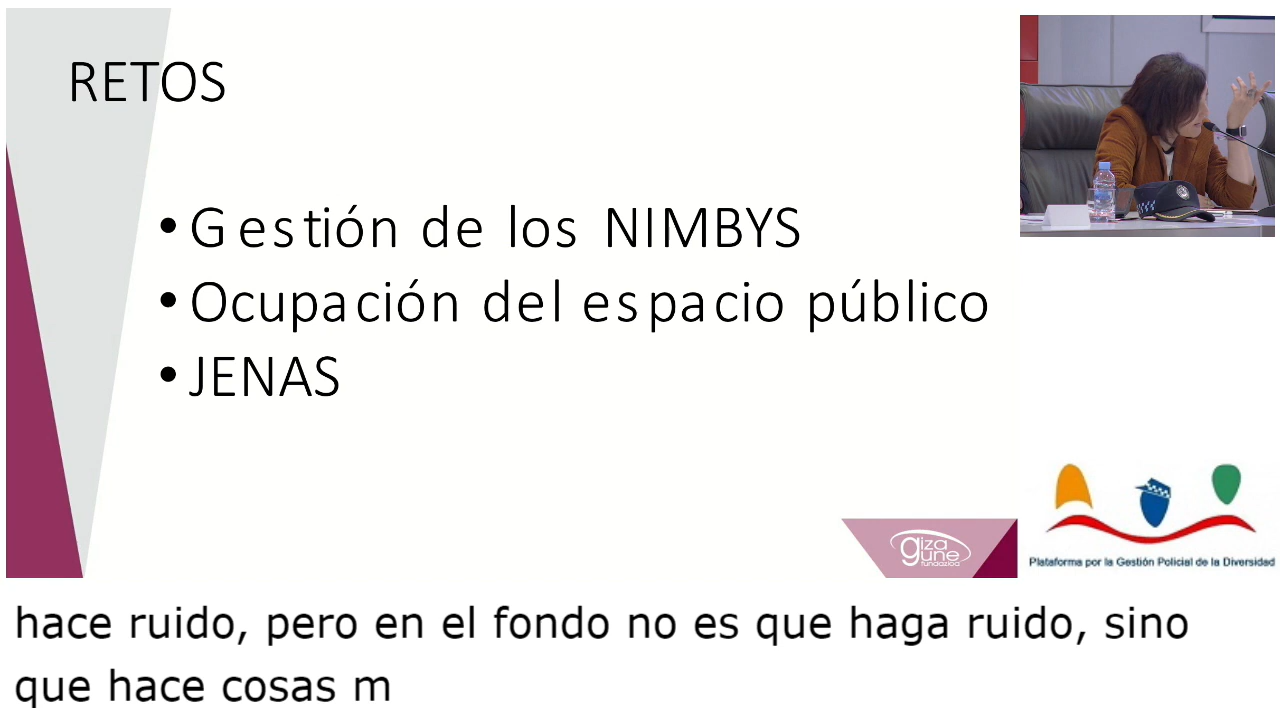 RETOS
• Gestión de los NIMBYS
• Ocupación del espacio público
• JENAS
giza
gune
fundazioa
Plataforma por la Gestión Policial de la Diversidad
hace ruido, pero en el fondo no es que haga ruido, sino
que hace cosas m